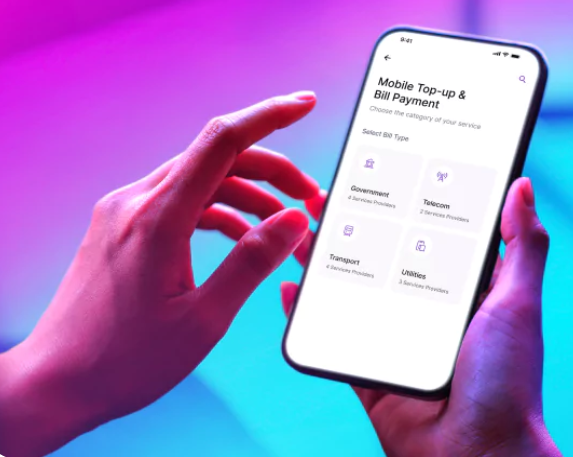 9:41
Mobile Top-up &
Bill Payment
Choose the category of your service
Select Bill Type
Government
4 Services Providers
Telecom
2 Services Providers
Transport
4 Services Providers
Utilities
3 Services Providers